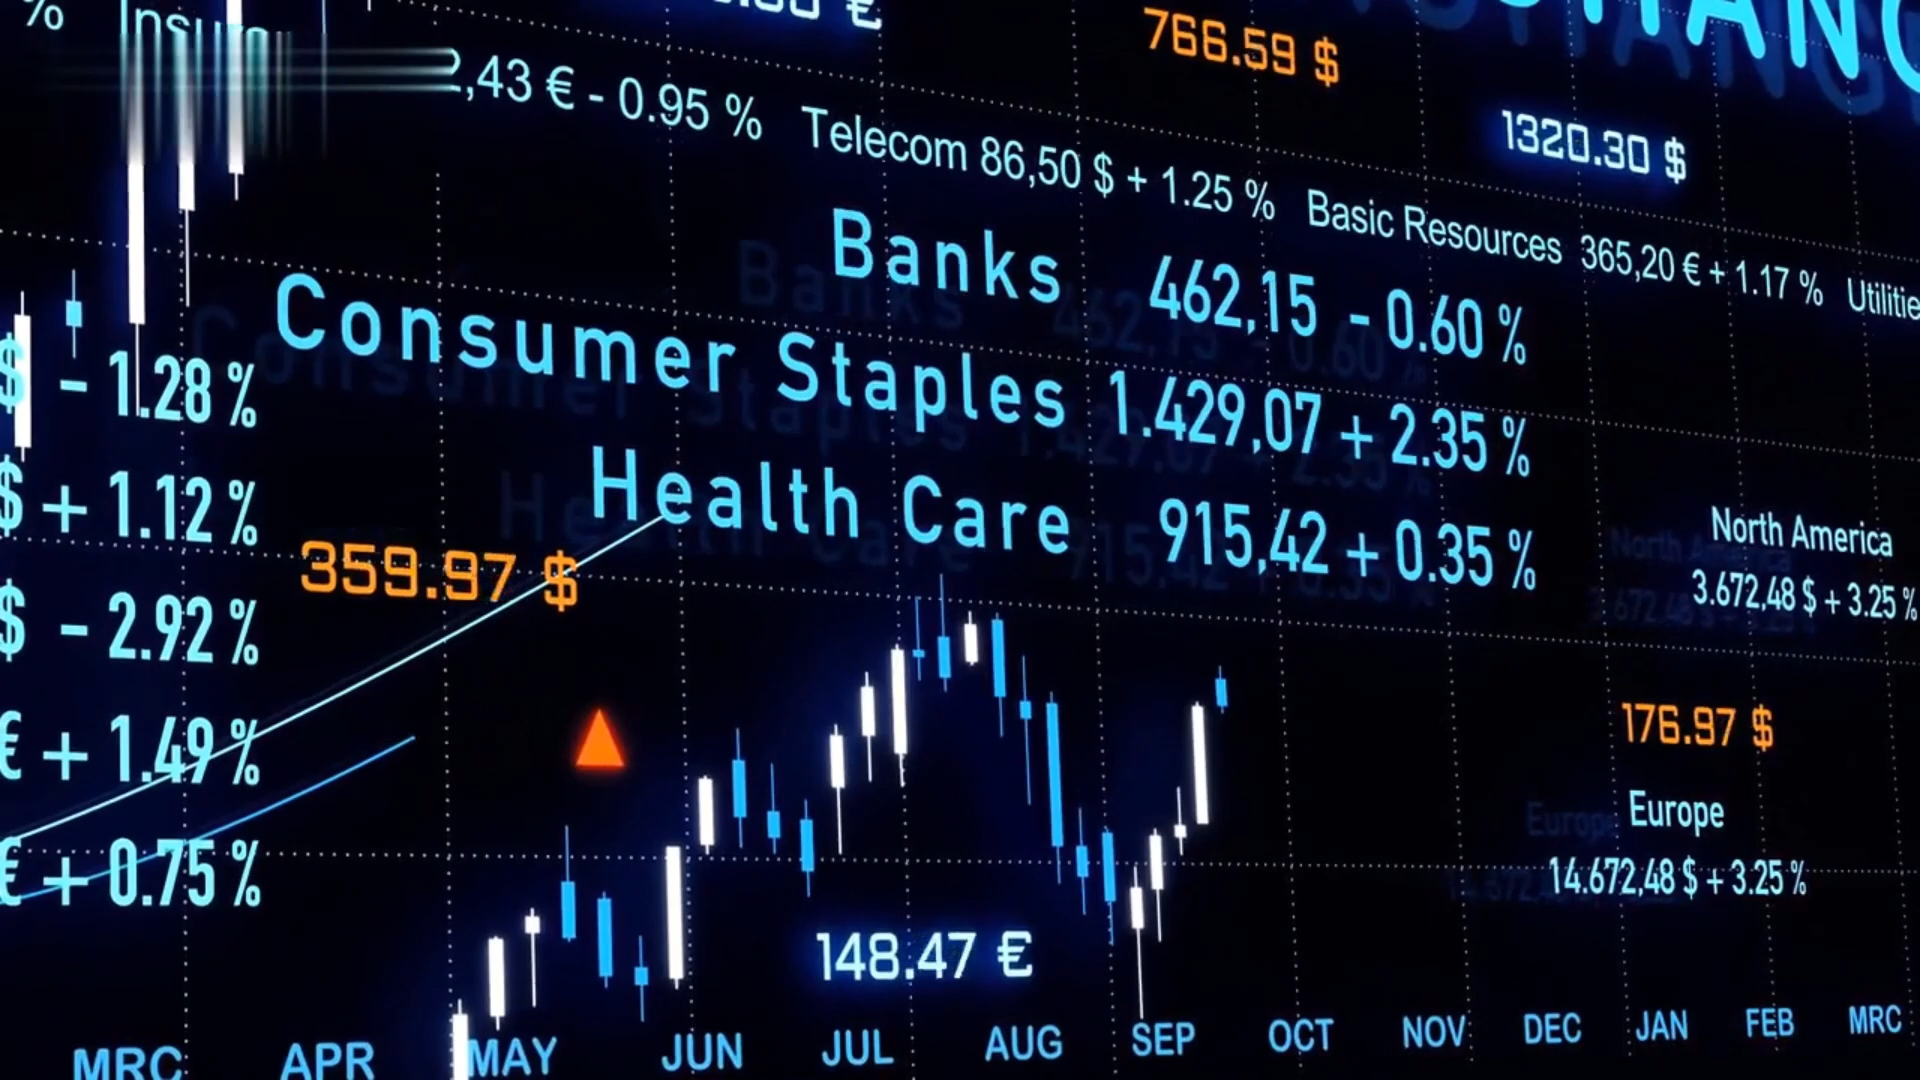 766.59 $
1320.30 $
2,43 € - 0.95 % Telecom 86,50 $ + 1.25 % Basic Resources 365,20 € + 1.17 %
Banks 462,15 - 0.60 %
Consumer Staples 1.429,07 + 2.35 %
Health Care 915,42 + 0.35 %
$ - 1.28 %
$ + 1.12 %
$ - 2.92 %
€ + 1.49 %
€ + 0.75 %
359.97 $
North America
3.672,48 $ + 3.25 %
176.97 $
Europe
14.672,48 $ + 3.25 %
148.47 €
MRC APR MAY JUN JUL AUG SEP OCT NOV DEC JAN FEB MRC